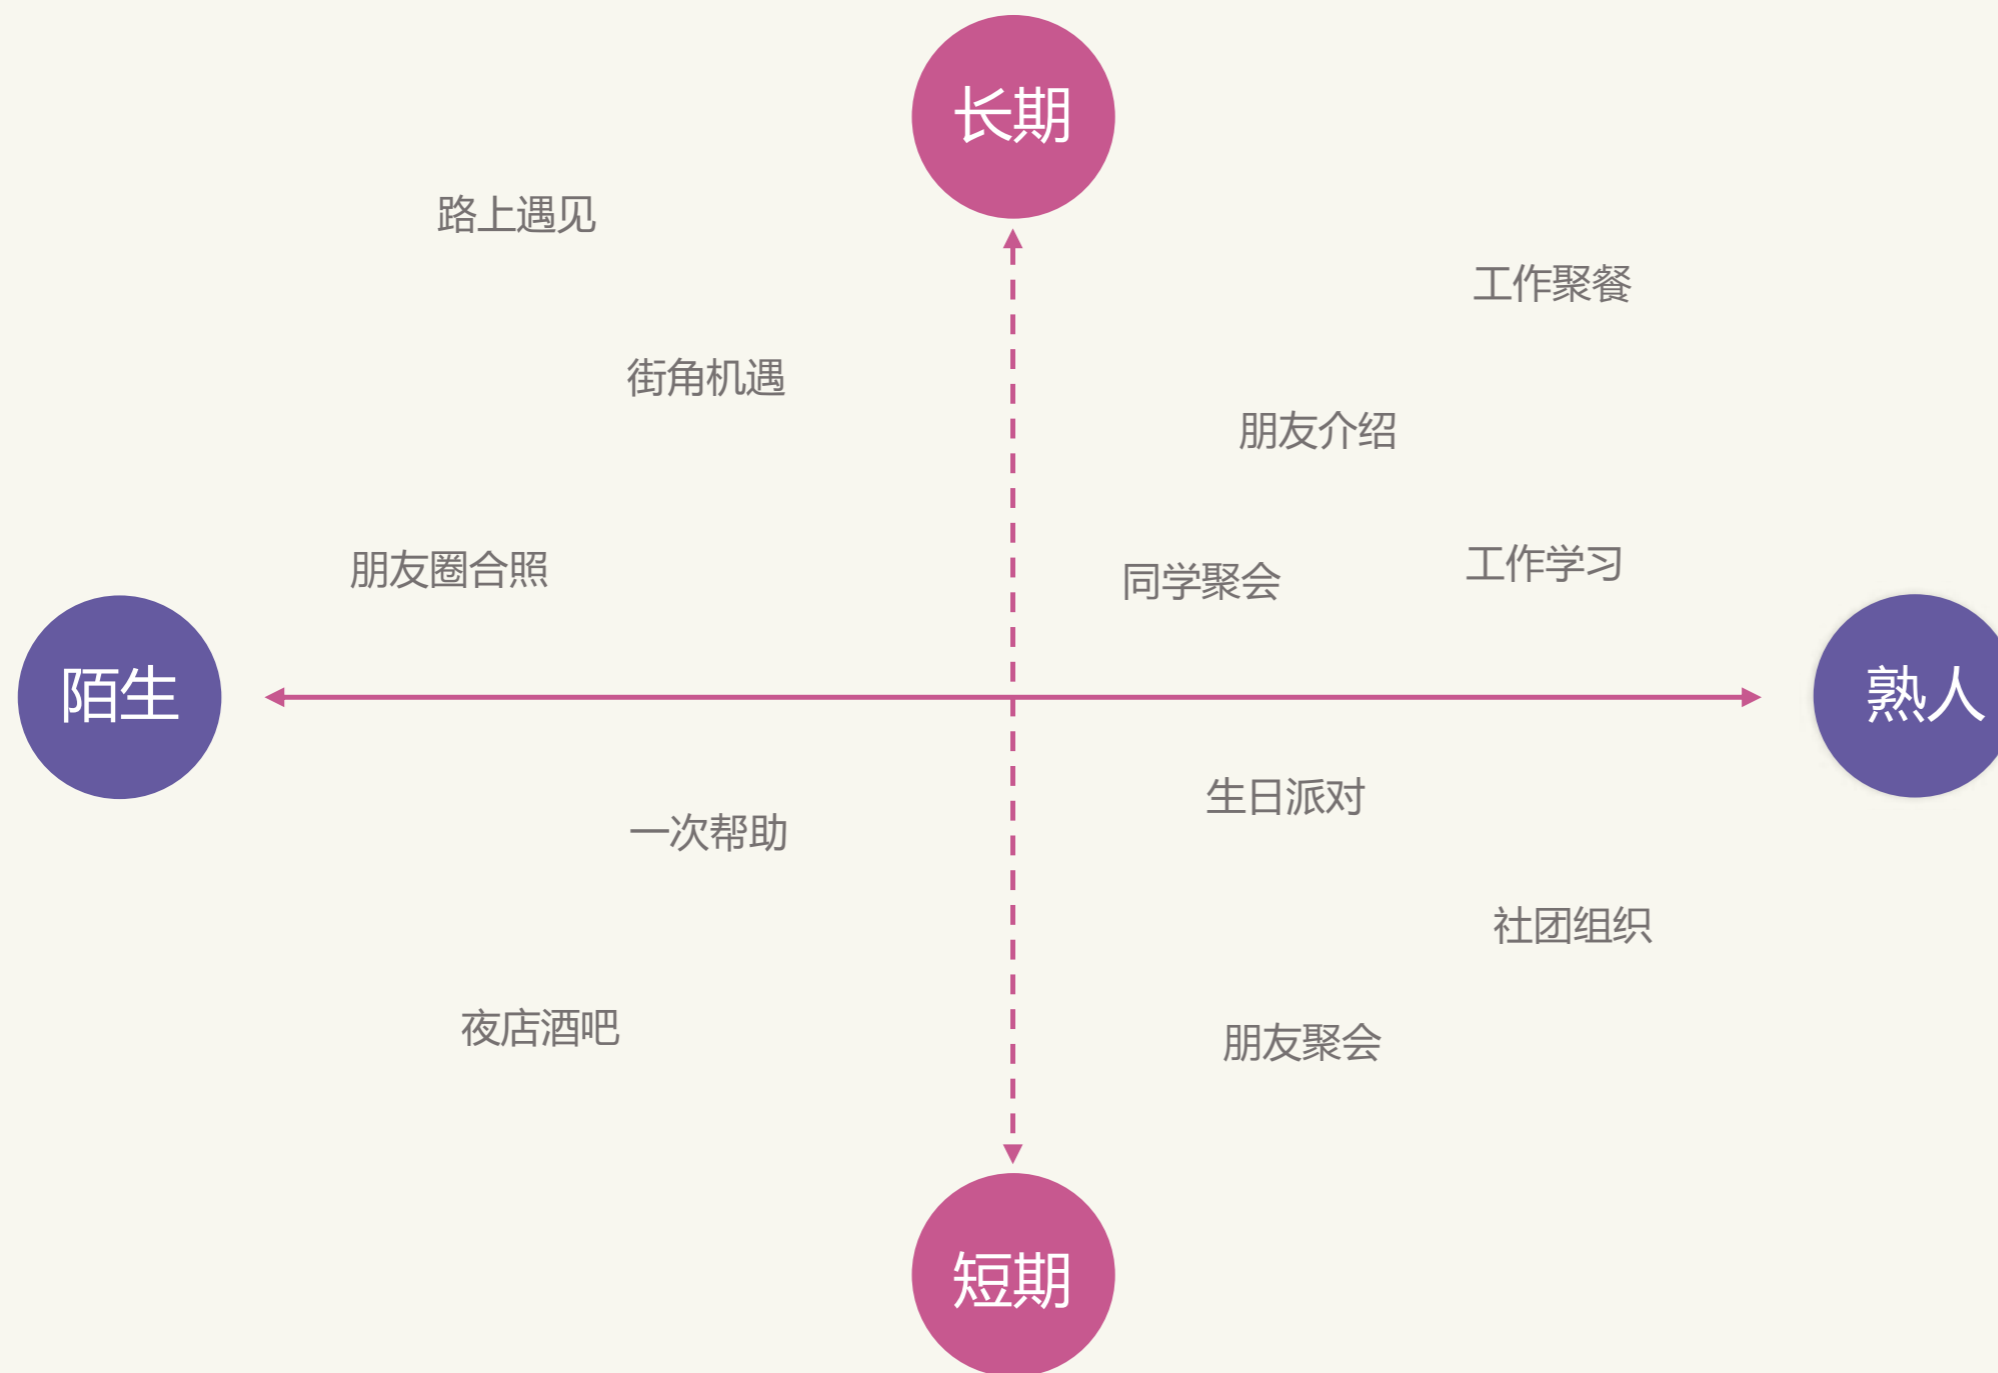 长期
路上遇见
工作聚餐
街角机遇
朋友介绍
朋友圈合照
同学聚会
工作学习
陌生
熟人
一次帮助
生日派对
社团组织
夜店酒吧
朋友聚会
短期